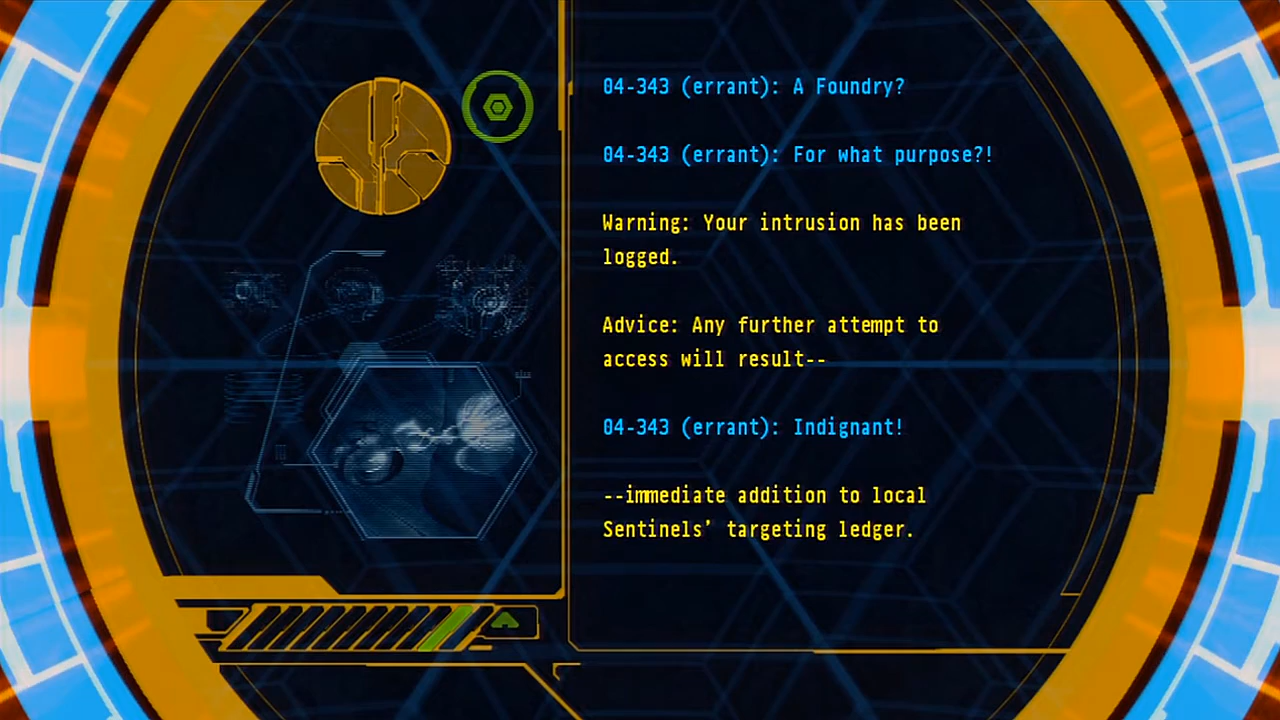 04-343 (errant): A Foundry?
04-343 (errant): For what purpose?!
Warning: Your intrusion has been
logged.
Advice: Any further attempt to
access will result--
04-343 (errant): Indignant!
--immediate addition to local
Sentinels’ targeting ledger.